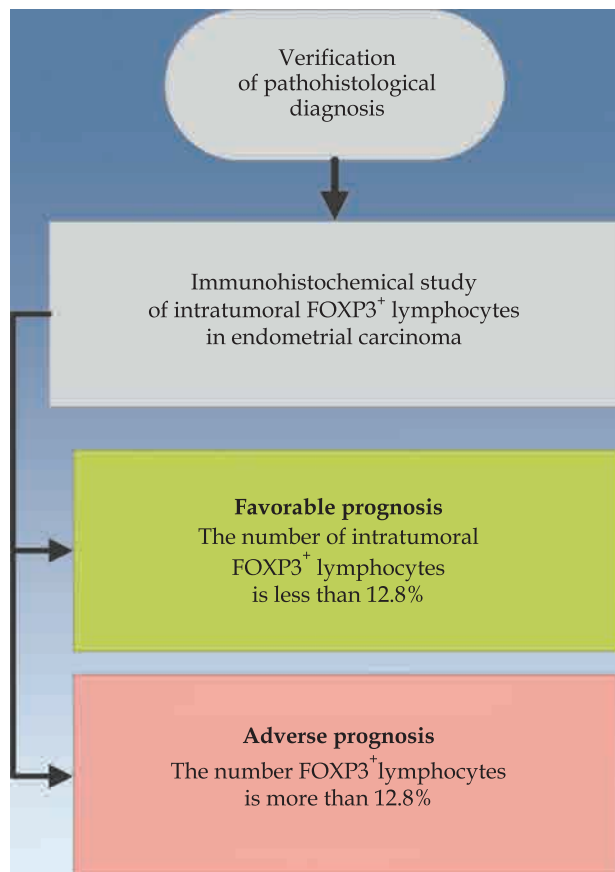 Verification
of pathohistological
diagnosis
Immunohistochemical study
of intratumoral FOXP3⁺ lymphocytes
in endometrial carcinoma
Favorable prognosis
The number of intratumoral
FOXP3⁺ lymphocytes
is less than 12.8%
Adverse prognosis
The number FOXP3⁺lymphocytes
is more than 12.8%